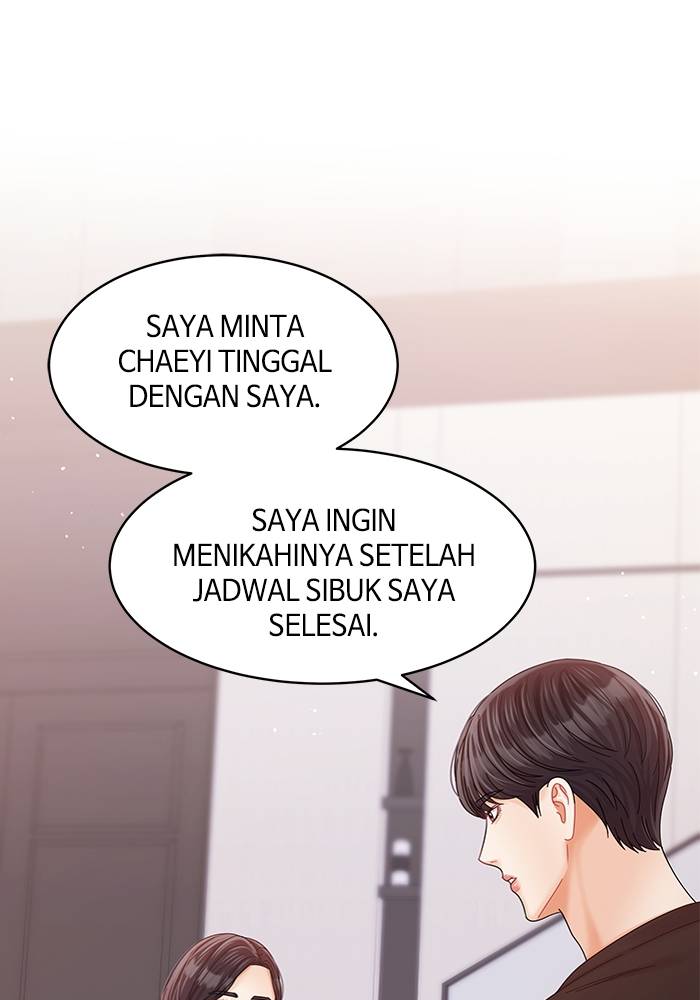 SAYA MINTA
CHAEYI TINGGAL
DENGAN SAYA.
SAYA INGIN
MENIKAHINYA SETELAH
JADWAL SIBUK SAYA
SELESAI.